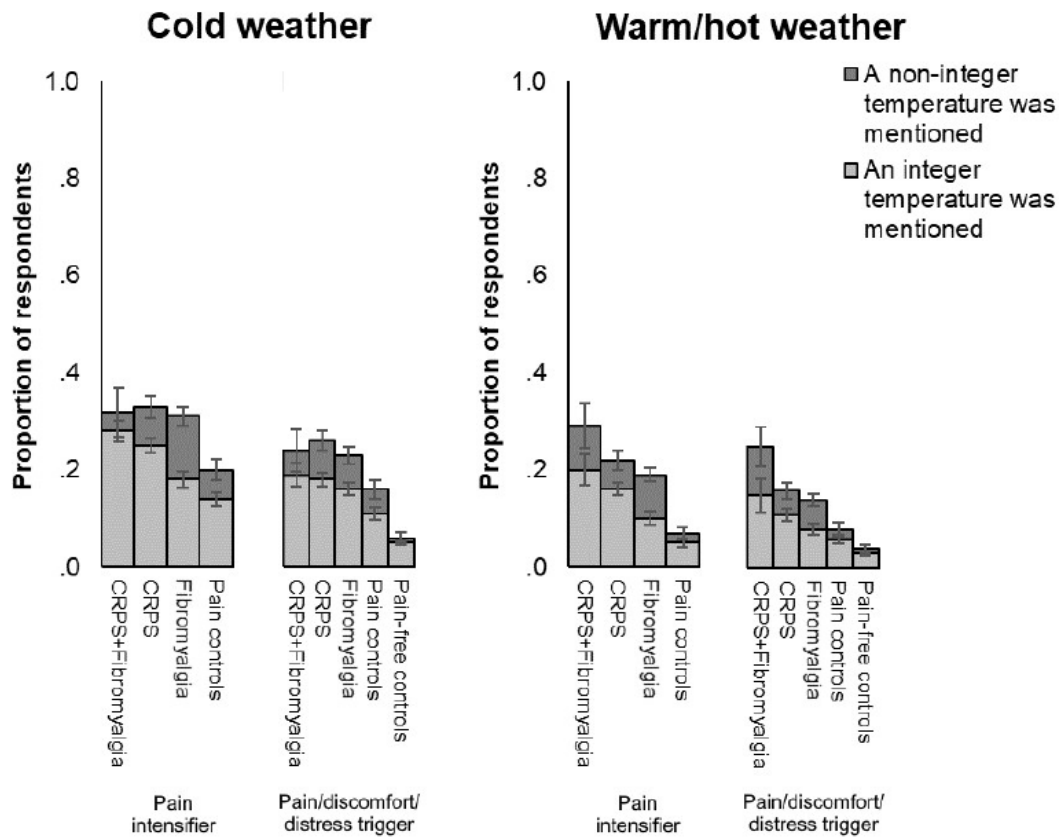 Cold weather
Warm/hot weather
A non-integer
temperature was
mentioned
An integer
temperature was
mentioned
Proportion of respondents
1.0
.8
.6
.4
.2
.0
CRPS+Fibromyalgia
CRPS
Fibromyalgia
Pain controls
Pain
intensifier
CRPS+Fibromyalgia
CRPS
Fibromyalgia
Pain controls
Pain-free controls
Pain/discomfort/
distress trigger
Proportion of respondents
1.0
.8
.6
.4
.2
.0
CRPS+Fibromyalgia
CRPS
Fibromyalgia
Pain controls
Pain
intensifier
CRPS+Fibromyalgia
CRPS
Fibromyalgia
Pain controls
Pain-free controls
Pain/discomfort/
distress trigger